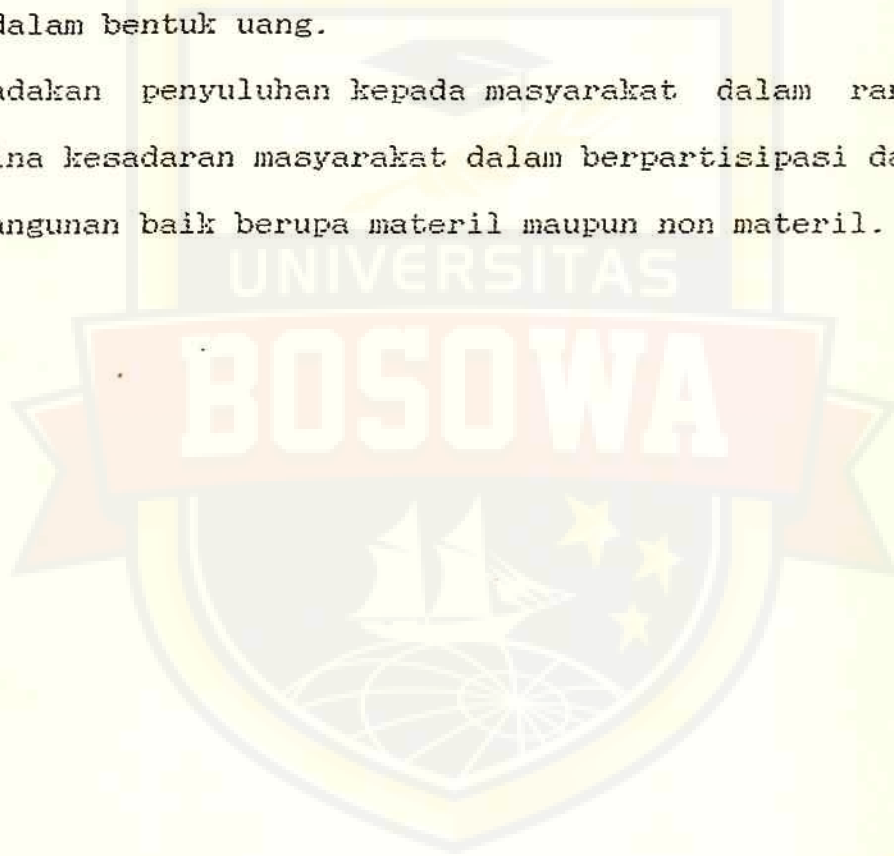 dalam bentuk uang.
adakan penyuluhan kepada masyarakat dalam ran
ina kesadaran masyarakat dalam berpartisipasi da
angunan baik berupa materil maupun non materil.
UNIVERSITAS
BOSOWA